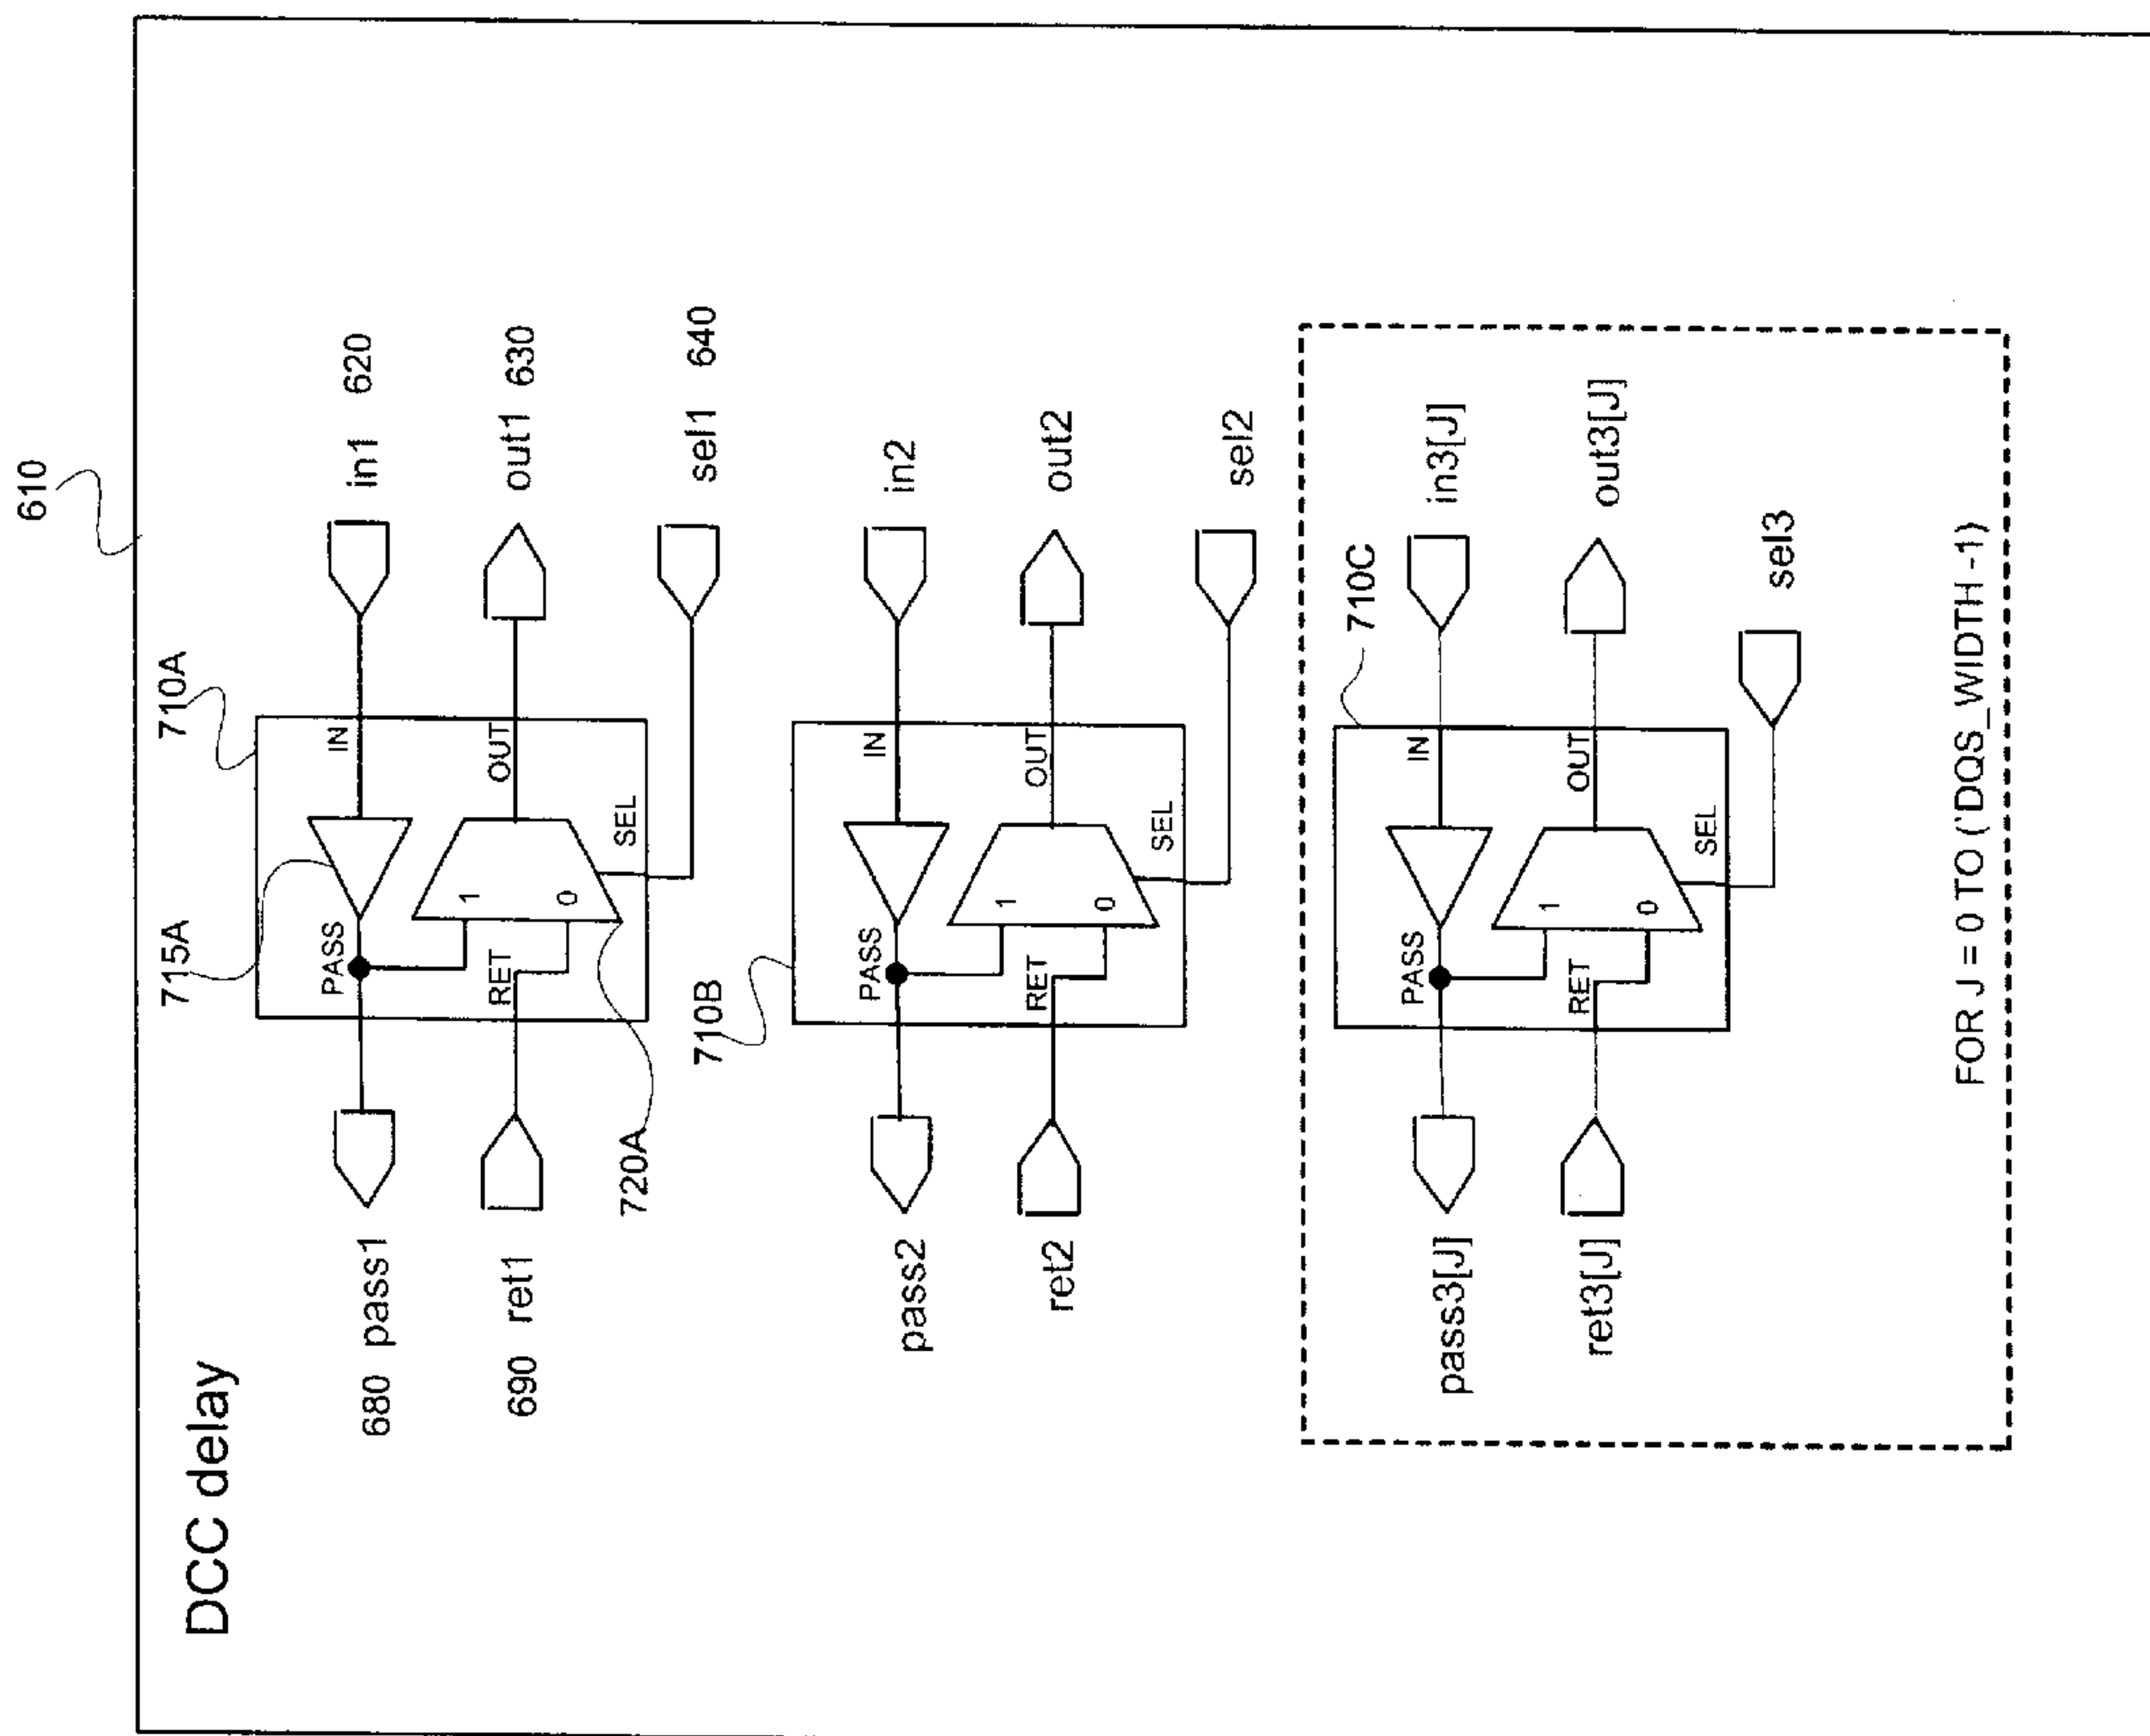 610
DCC delay
710A
715A
680 pass1
PASS
IN
in1 620
690 ret1
RET
1
OUT
out1 630
0
SEL
sel1 640
720A
710B
pass2
PASS
IN
in2
ret2
RET
1
OUT
out2
0
SEL
sel2
710C
pass3[J]
PASS
IN
in3[J]
ret3[J]
RET
1
OUT
out3[J]
0
SEL
sel3
FOR J = 0 TO ('DQS_WIDTH-1)